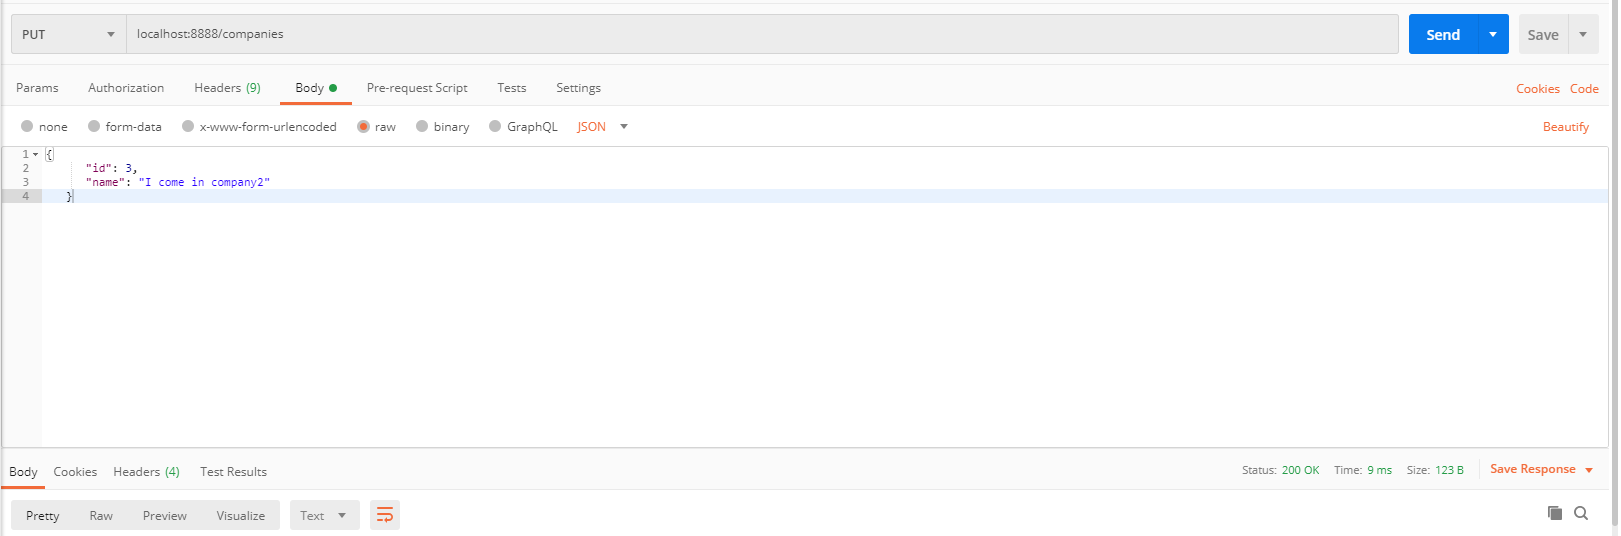 PUT localhost:8888/companies Send Save
Params Authorization Headers (9) Body Pre-request Script Tests Settings Cookies Code
none form-data x-www-form-urlencoded raw binary GraphQL JSON Beautify
1 {
2 "id": 3,
3 "name": "I come in company2"
4 }
Body Cookies Headers (4) Test Results Status: 200 OK Time: 9 ms Size: 123 B Save Response
Pretty Raw Preview Visualize Text